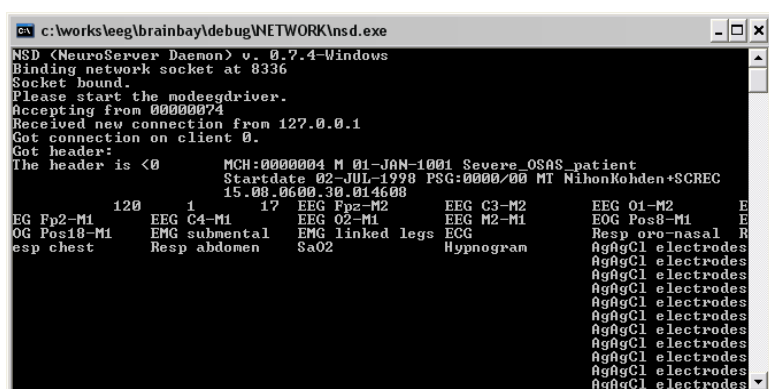 c:\works\eeg\brainbay\debug\NETWORK\nsd.exe
NSD (NeuroServer Daemon) v. 0.7.4-Windows
Binding network socket at 8336
Socket bound.
Please start the modeegdriver.
Accepting from 00000074
Received new connection from 127.0.0.1
Got connection on client 0.
Got header:
The header is <0       MCH:0000004 M 01-JAN-1001 Severe_OSAS_patient
Startdate 02-JUL-1998 PSG:0000/00 MT NihonKohden+SCREC
15.08.0600.30.014608
120     1       17  EEG Fpz-M2      EEG C3-M2       EEG O1-M2       E
EG Fp2-M1       EEG C4-M1       EEG O2-M1       EEG M2-M1       EOG Pos8-M1     E
OG Pos18-M1     EMG submental   EMG linked legs ECG             Resp oro-nasal  R
esp chest       Resp abdomen    SaO2            Hypnogram       AgAgCl electrodes
AgAgCl electrodes
AgAgCl electrodes
AgAgCl electrodes
AgAgCl electrodes
AgAgCl electrodes
AgAgCl electrodes
AgAgCl electrodes
AgAgCl electrodes
AgAgCl electrodes
AgAgCl electrodes